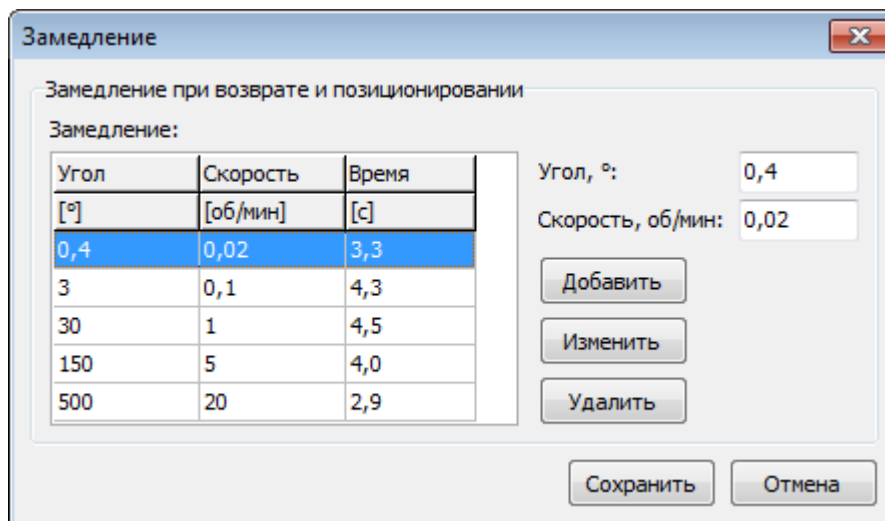 Замедление
Замедление при возврате и позиционировании
Замедление:
Угол Скорость Время
[°] [об/мин] [с]
0,4 0,02 3,3
3 0,1 4,3
30 1 4,5
150 5 4,0
500 20 2,9
Угол, °: 0,4
Скорость, об/мин: 0,02
Добавить
Изменить
Удалить
Сохранить Отмена